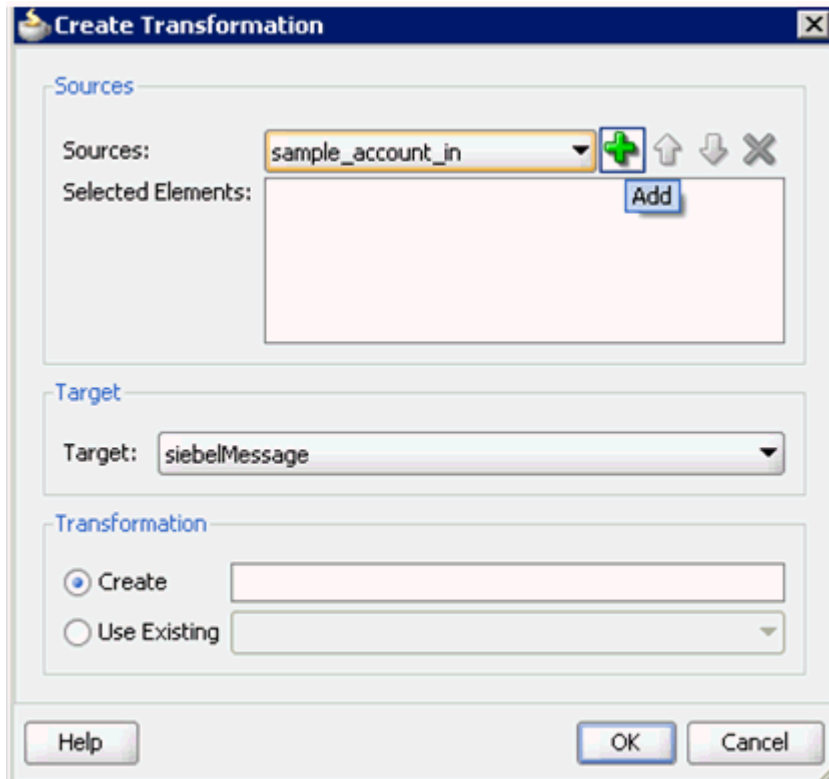 Create Transformation
Sources
Sources: sample_account_in
Add
Selected Elements:
Target
Target: siebelMessage
Transformation
Create
Use Existing
Help OK Cancel